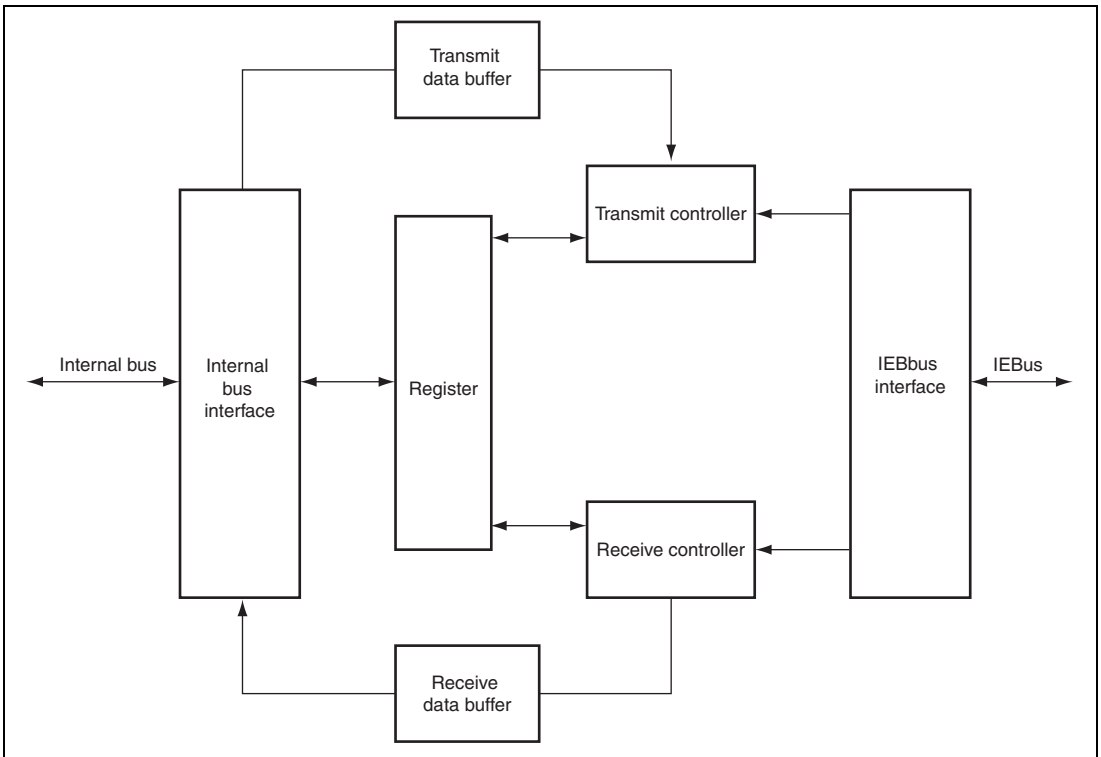 Transmit
data buffer
Transmit controller
Internal bus
Internal
bus
interface
Register
IEBbus
interface
IEBus
Receive controller
Receive
data buffer